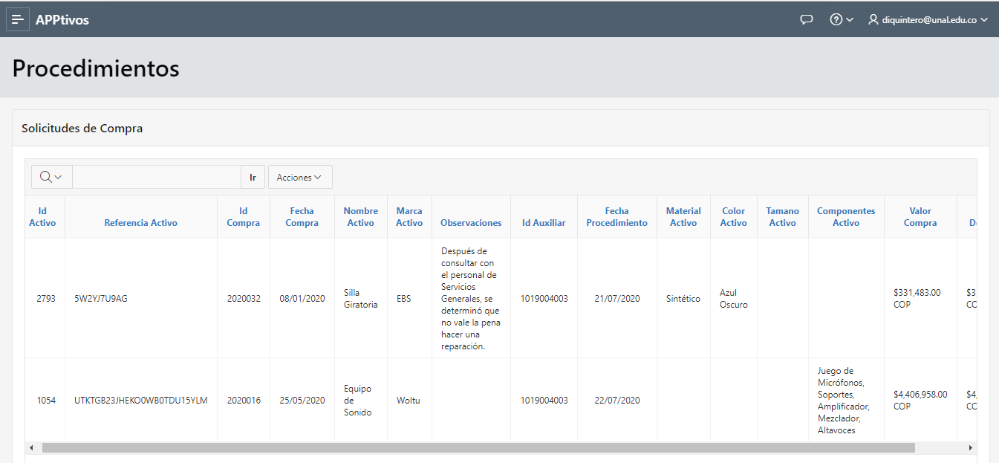 APPtivos
diquintero@unal.edu.co
Procedimientos
Solicitudes de Compra
Ir
Acciones
Id Activo
Referencia Activo
Id Compra
Fecha Compra
Nombre Activo
Marca Activo
Observaciones
Id Auxiliar
Fecha Procedimiento
Material Activo
Color Activo
Tamano Activo
Componentes Activo
Valor Compra
2793
5W2YJ7U9AG
2020032
08/01/2020
Silla
Giratoria
EBS
Después de
consultar con
el personal de
Servicios
Generales, se
determinó que
no vale la pena
hacer una
reparación.
1019004003
21/07/2020
Sintético
Azul
Oscuro
$331,483.00
COP
1054
UTKTGB23JHEKO0WB0TDU15YLM
2020016
25/05/2020
Equipo
de
Sonido
Woltu
1019004003
22/07/2020
Juego de
Micrófonos,
Soportes,
Amplificador,
Mezclador,
Altavoces
$4,406,958.00
COP